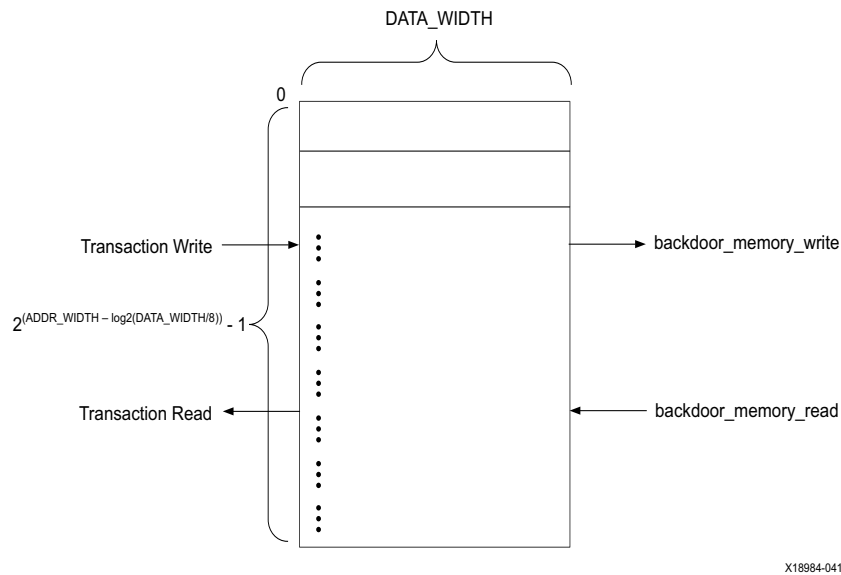 DATA_WIDTH
0
Transaction Write
backdoor_memory_write
2(ADDR_WIDTH – log2(DATA_WIDTH/8)) - 1
Transaction Read
backdoor_memory_read
X18984-041